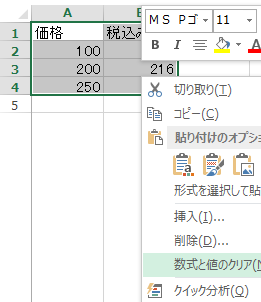 A
ＭＳ Ｐゴ 11
B I
A
1 価格 税込み
2 100
3 200 216
4 250
5
切り取り(T)
コピー(C)
貼り付けのオプショ
形式を選択して貼
挿入(I)...
削除(D)...
数式と値のクリア(N
クイック分析(Q)